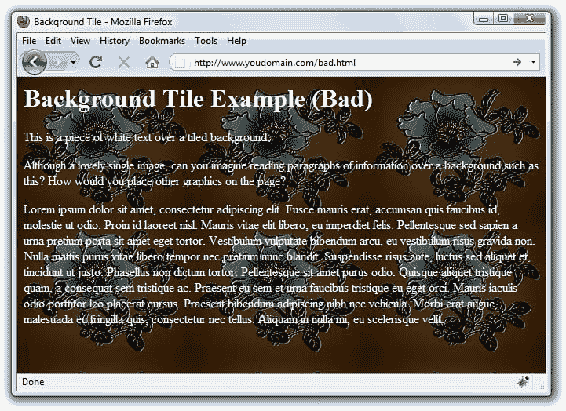 Background Tile - Mozilla Firefox
File Edit View History Bookmarks Tools Help
http://www.youdomain.com/bad.html
Background Tile Example (Bad)
This is a piece of white text over a tiled background.
Although a lovely single image, can you imagine reading paragraphs of information over a background such as
this? How would you place other graphics on the page?
Lorem ipsum dolor sit amet, consectetur adipiscing elit. Fusce mauris erat, accumsan quis faucibus id,
molestie ut odio. Proin id laoreet nisl. Mauris vitae elit libero, eu imperdiet felis. Pellentesque sed sapien a
urna pretium porta sit amet eget tortor. Vestibulum vulputate bibendum arcu, eu vestibulum risus gravida non.
Nulla mattis purus vitae libero tempor nec pretium nunc blandit. Suspendisse risus ante, luctus sed aliquet et,
tincidunt ut justo. Phasellus non dictum tortor. Pellentesque sit amet purus odio. Quisque aliquet tristique
quam, a consequat sem tristique ac. Praesent eu sem et urna faucibus tristique eu eget orci. Mauris iaculis
odio porttitor leo placerat cursus. Praesent bibendum adipiscing nibh nec vehicula. Morbi erat augue,
malesuada et fringilla quis, consectetur nec tellus. Aliquam in nulla mi, eu scelerisque velit.
Done